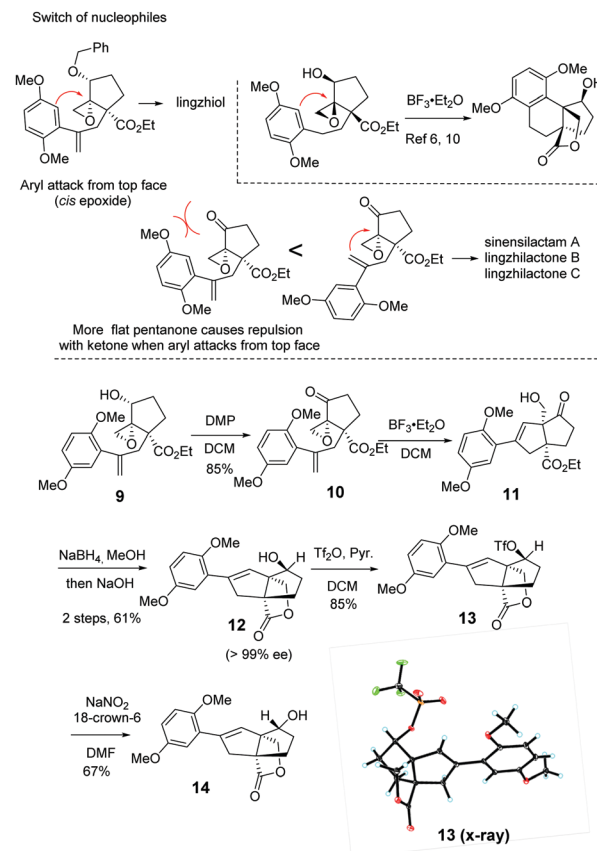 Switch of nucleophiles
Ph
O
MeO
O
CO₂Et
OMe
lingzhiol
Aryl attack from top face
(cis epoxide)
HO
MeO
O
CO₂Et
OMe
BF₃•Et₂O
Ref 6, 10
OMe
OH
MeO
O
O
O
MeO
O
CO₂Et
OMe
<
O
O
CO₂Et
MeO
OMe
sinensilactam A
lingzhilactone B
lingzhilactone C
More flat pentanone causes repulsion
with ketone when aryl attacks from top face
HO
OMe
O
CO₂Et
MeO
9
DMP
DCM
85%
O
OMe
O
CO₂Et
MeO
10
BF₃•Et₂O
DCM
HO
O
OMe
MeO
CO₂Et
11
NaBH₄, MeOH
then NaOH
2 steps, 61%
OMe
HO H
MeO
O
O
12
(> 99% ee)
Tf₂O, Pyr.
DCM
85%
OMe
TfO H
MeO
O
O
13
NaNO₂
18-crown-6
DMF
67%
OMe
H OH
MeO
O
O
14
13 (x-ray)